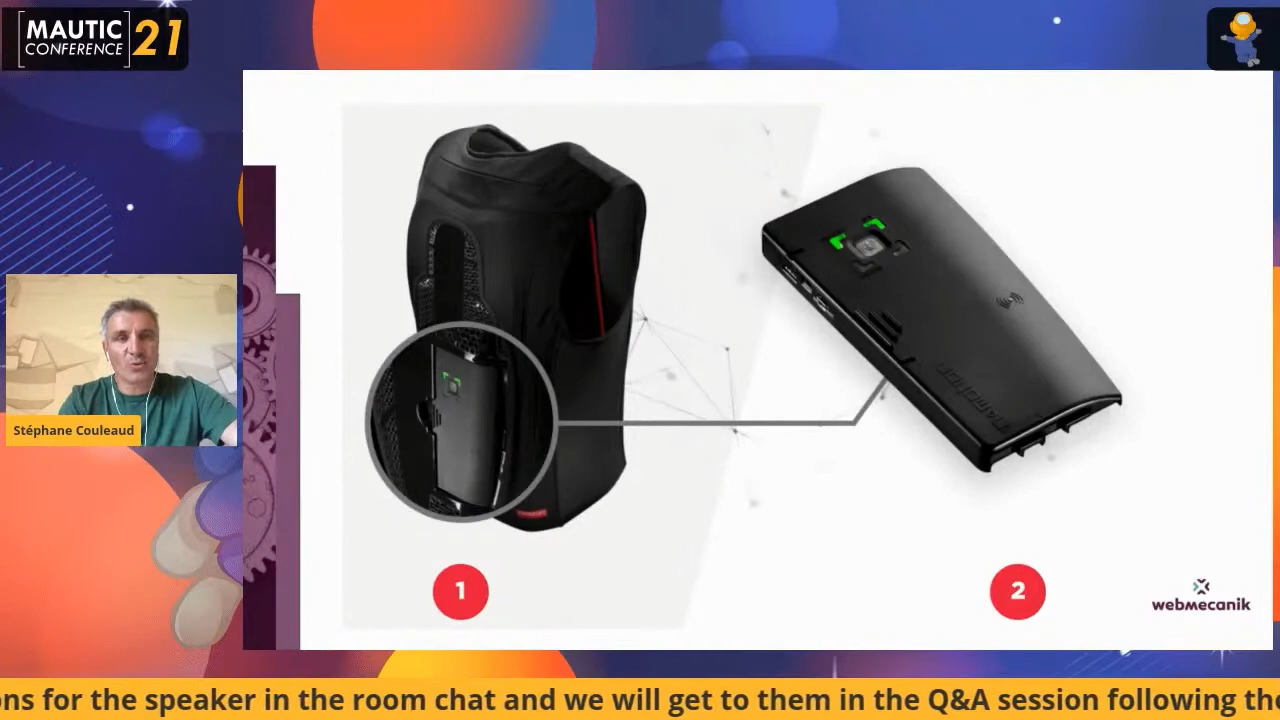 MAUTIC
CONFERENCE 21
Stéphane Couleaud
1
2
webmecanik
ons for the speaker in the room chat and we will get to them in the Q&A session following the